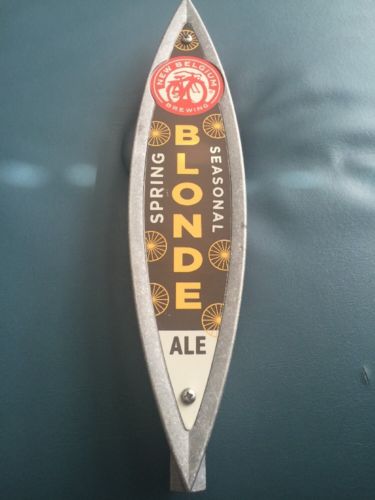 NEW BELGIUM
BREWING
SPRING
BLONDE
SEASONAL
ALE